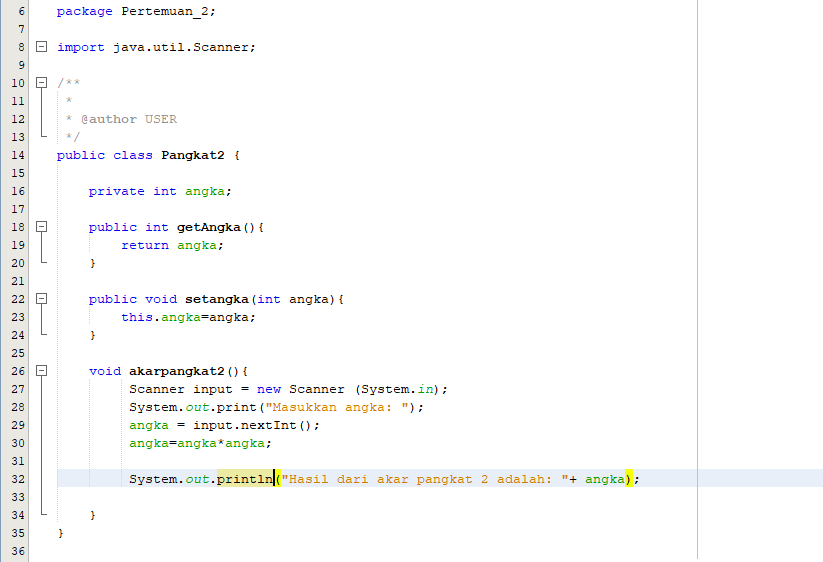 6 package Pertemuan_2;
7
8 import java.util.Scanner;
9
10 /**
11  *
12  * @author USER
13  */
14 public class Pangkat2 {
15
16     private int angka;
17
18     public int getAngka(){
19         return angka;
20     }
21
22     public void setangka(int angka){
23         this.angka=angka;
24     }
25
26     void akarpangkat2(){
27          Scanner input = new Scanner (System.in);
28          System.out.print("Masukkan angka: ");
29          angka = input.nextInt();
30          angka=angka*angka;
31
32          System.out.println("Hasil dari akar pangkat 2 adalah: "+ angka);
33
34     }
35 }
36